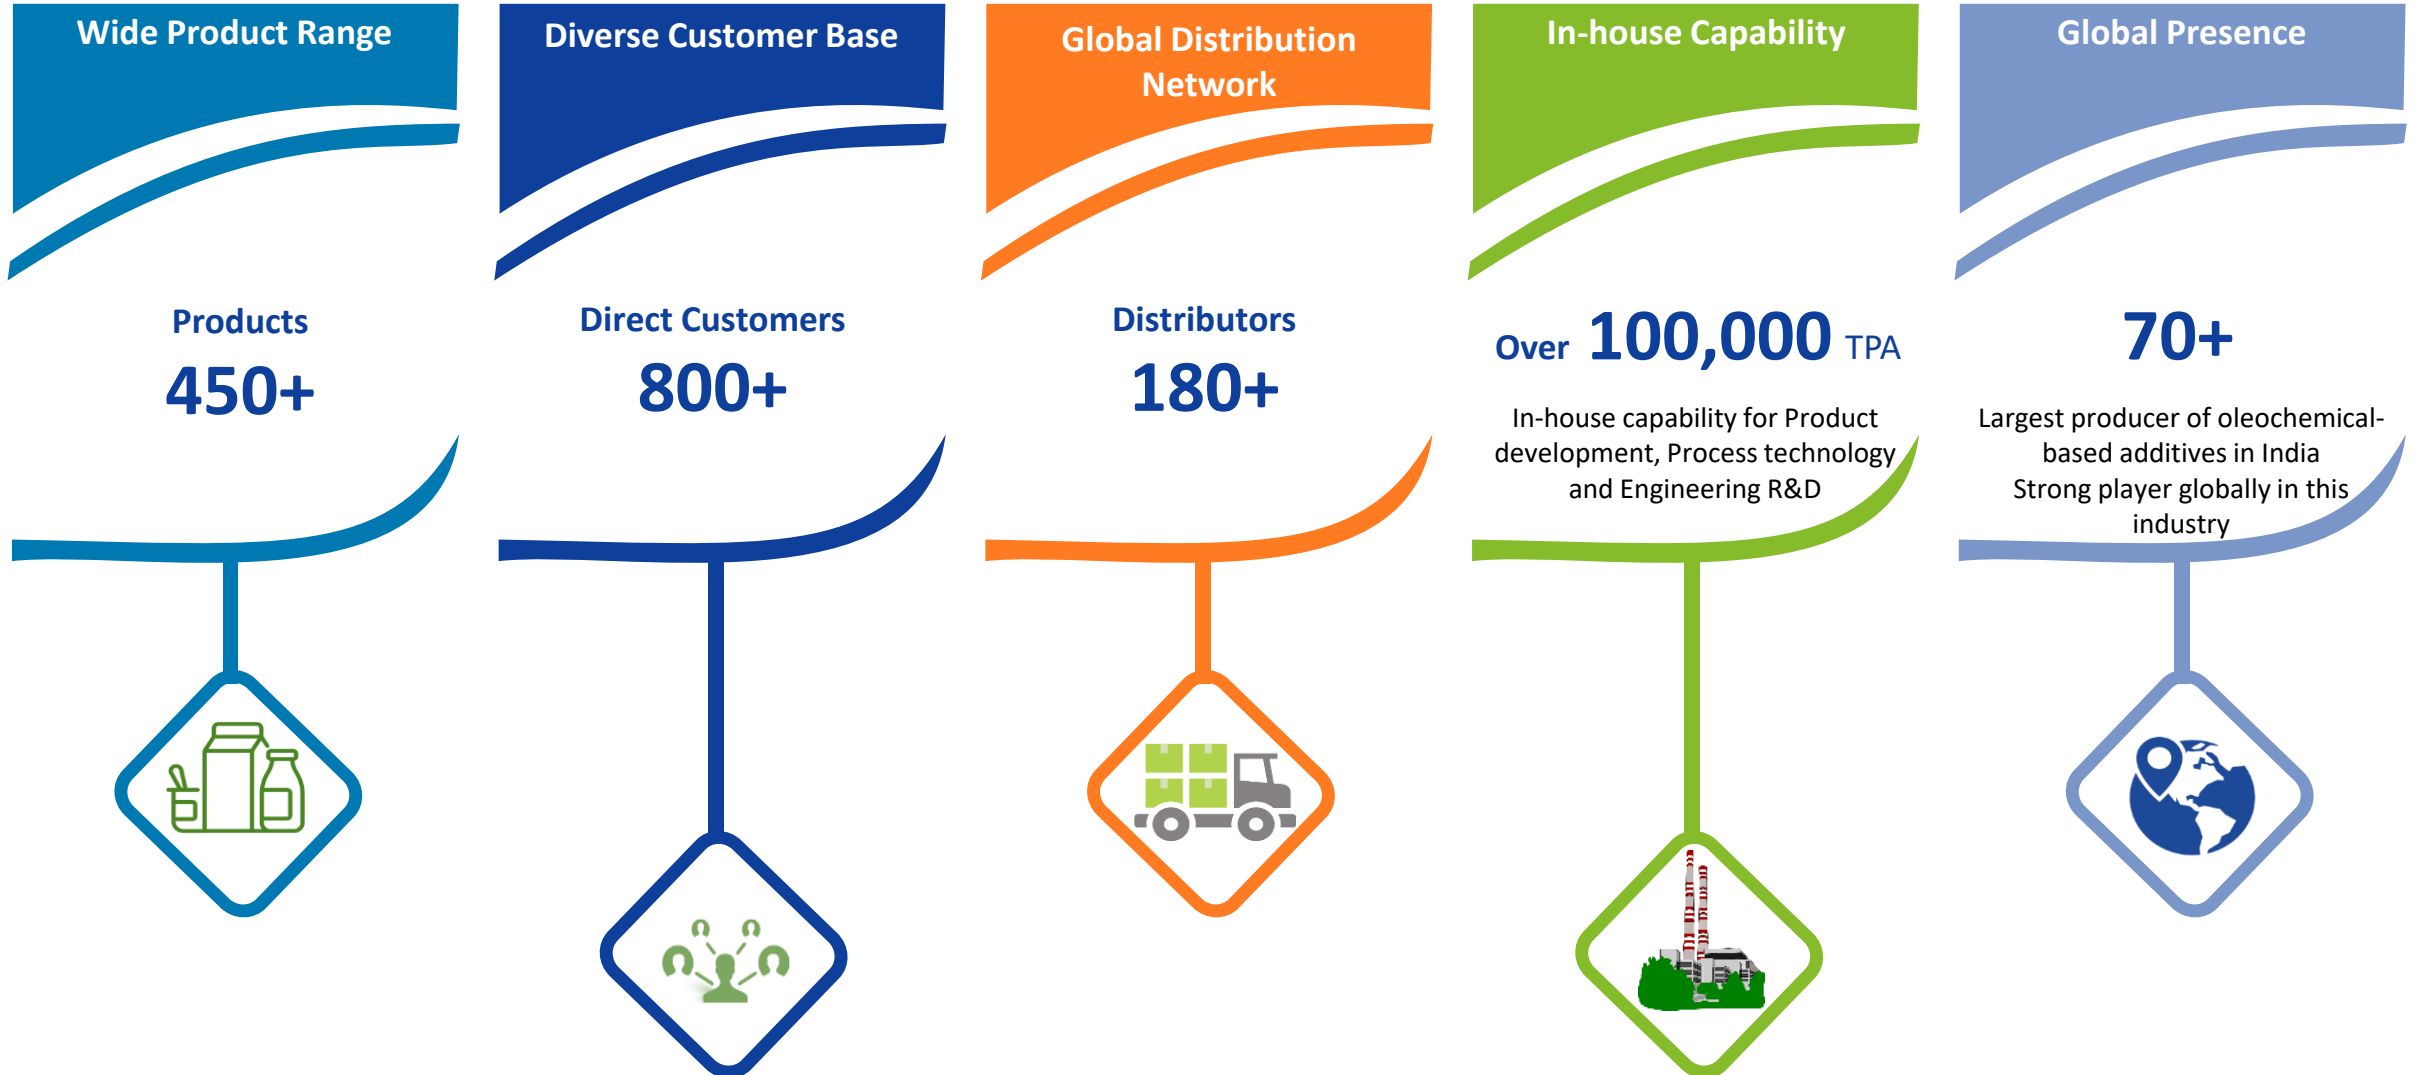 Wide Product Range
Products
450+
Diverse Customer Base
Direct Customers
800+
Global Distribution
Network
Distributors
180+
In-house Capability
Over 100,000 TPA
In-house capability for Product
development, Process technology
and Engineering R&D
Global Presence
70+
Largest producer of oleochemical-
based additives in India
Strong player globally in this
industry